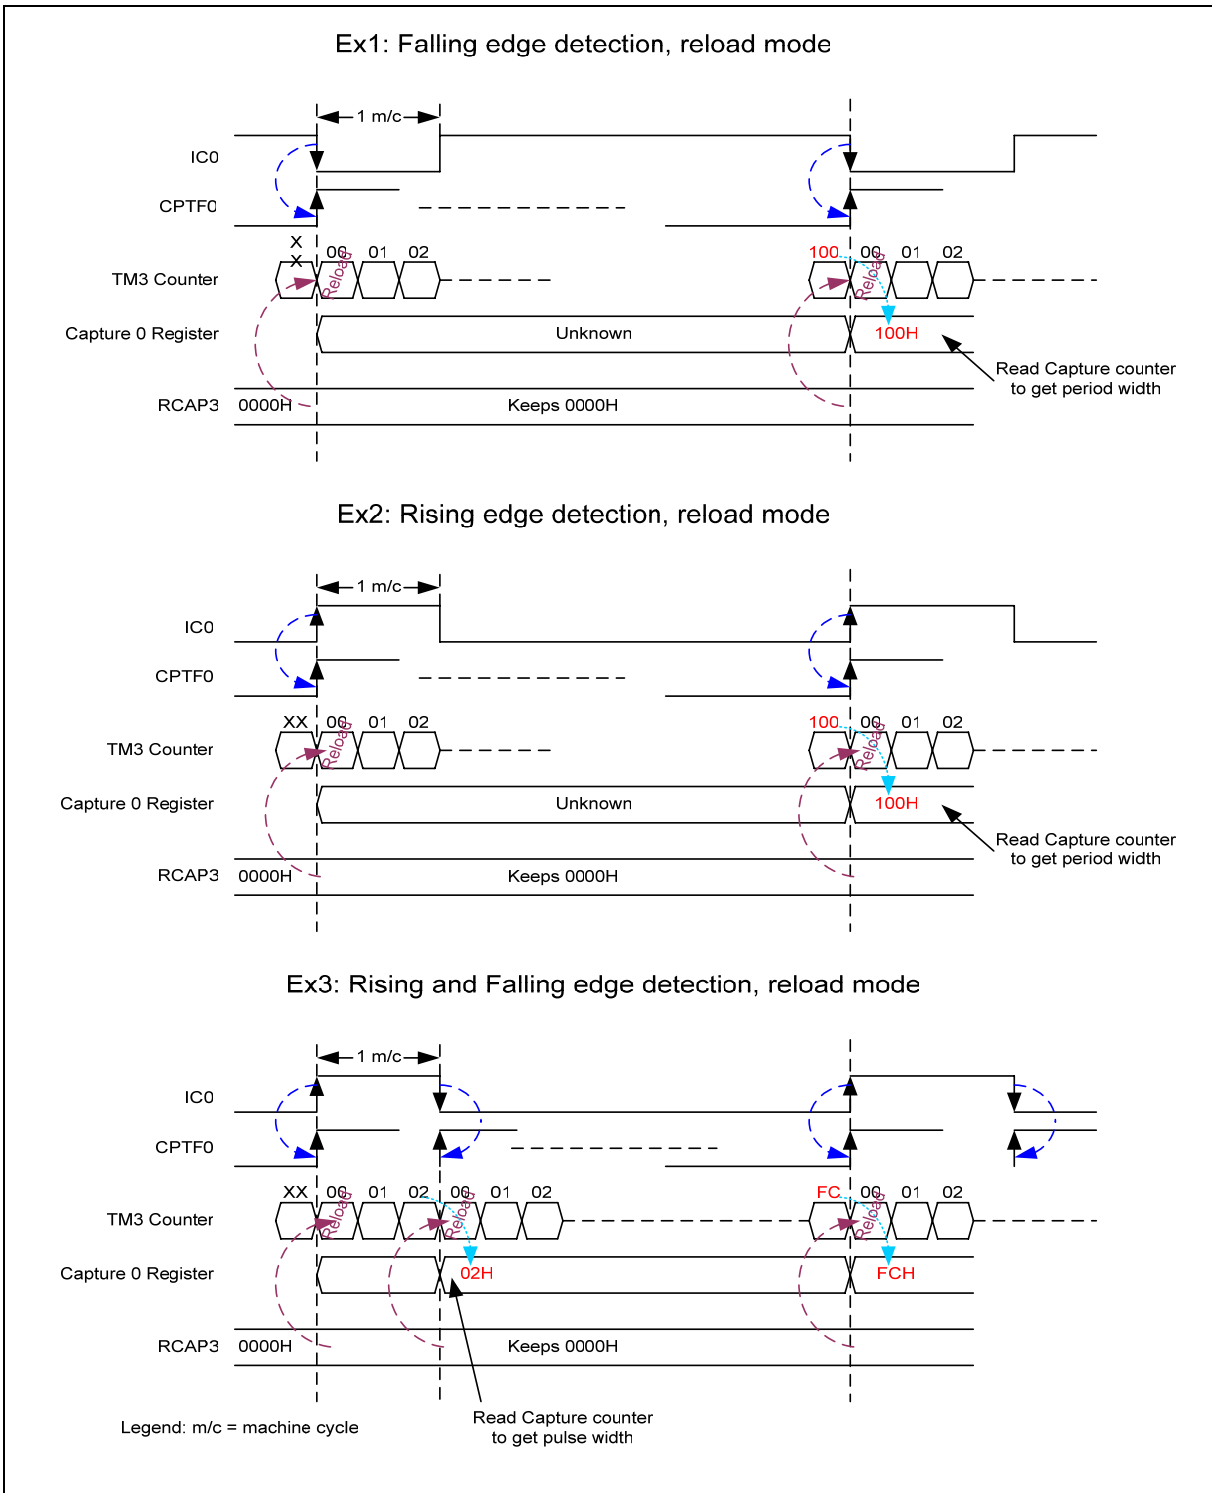 Ex1: Falling edge detection, reload mode
1 m/c
IC0
CPTF0
X
X 00 01 02 100 00 01 02
TM3 Counter Reload Reload
Capture 0 Register Unknown 100H
Read Capture counter
to get period width
RCAP3 0000H Keeps 0000H
Ex2: Rising edge detection, reload mode
1 m/c
IC0
CPTF0
XX 00 01 02 100 00 01 02
TM3 Counter Reload Reload
Capture 0 Register Unknown 100H
Read Capture counter
to get period width
RCAP3 0000H Keeps 0000H
Ex3: Rising and Falling edge detection, reload mode
1 m/c
IC0
CPTF0
XX 00 01 02 00 01 02 FC 00 01 02
TM3 Counter Reload Reload Reload
Capture 0 Register 02H FCH
RCAP3 0000H Keeps 0000H
Read Capture counter
to get pulse width
Legend: m/c = machine cycle